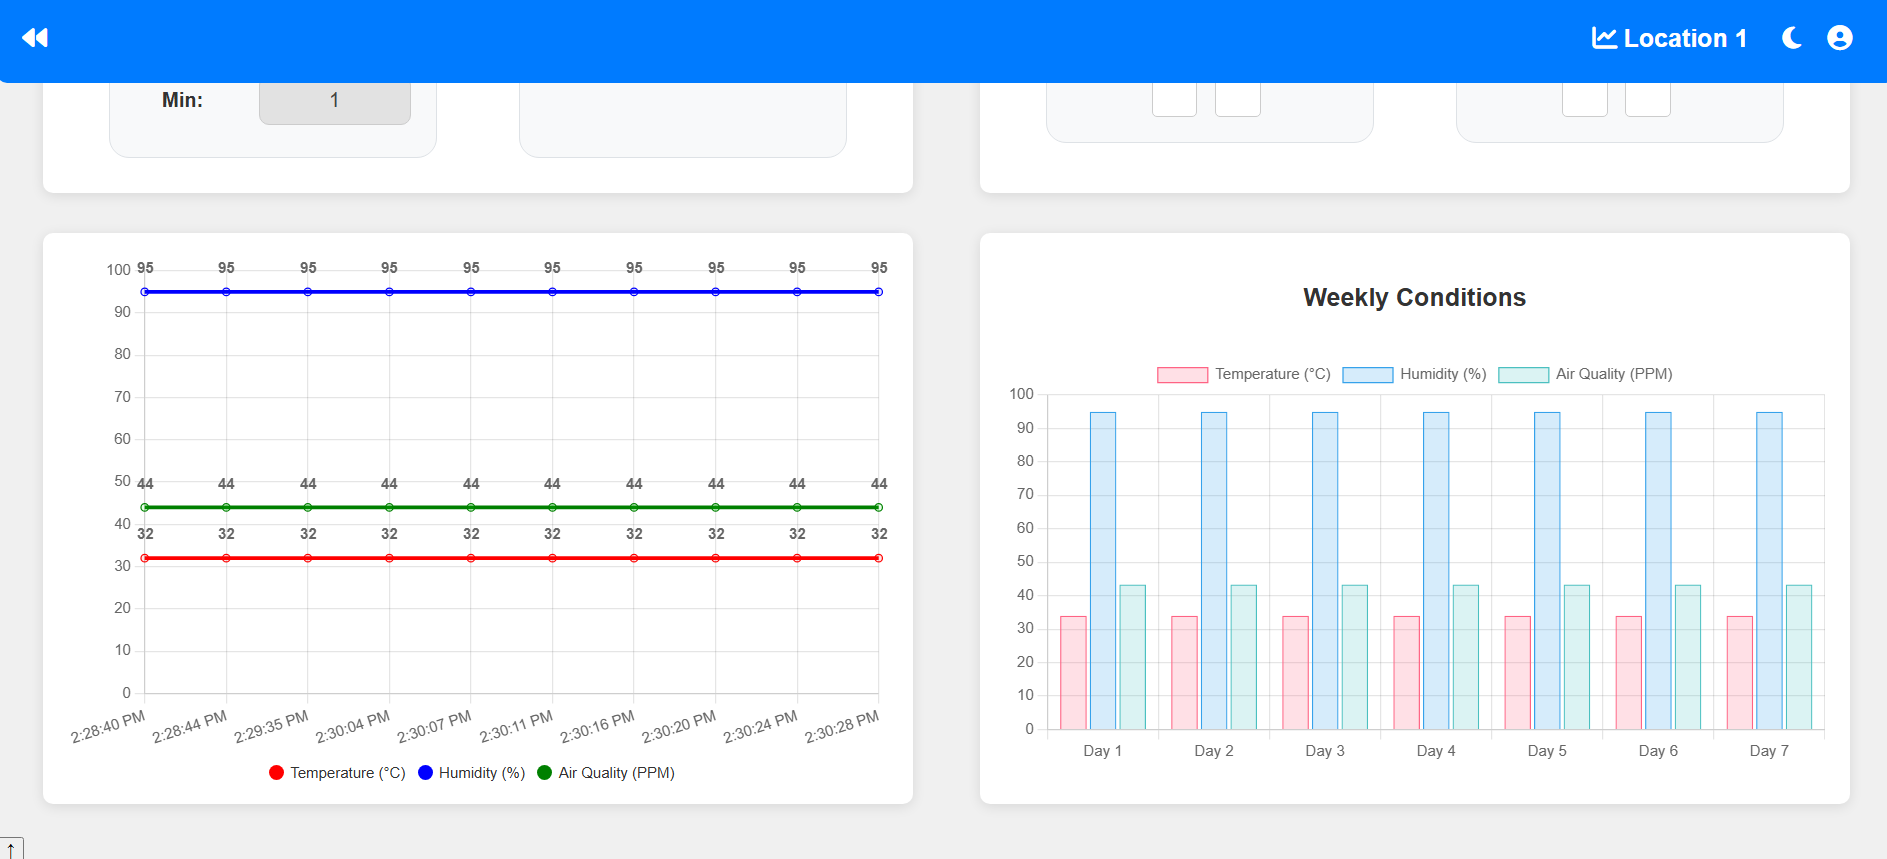 Location 1
Min: 1
100
90
80
70
60
50
40
30
20
10
0
95 95 95 95 95 95 95 95 95 95
44 44 44 44 44 44 44 44 44 44
32 32 32 32 32 32 32 32 32 32
2:28:40 PM 2:28:44 PM 2:29:35 PM 2:30:04 PM 2:30:07 PM 2:30:11 PM 2:30:16 PM 2:30:20 PM 2:30:24 PM 2:30:28 PM
Temperature (°C) Humidity (%) Air Quality (PPM)
Weekly Conditions
Temperature (°C) Humidity (%) Air Quality (PPM)
100
90
80
70
60
50
40
30
20
10
0
Day 1 Day 2 Day 3 Day 4 Day 5 Day 6 Day 7
↑